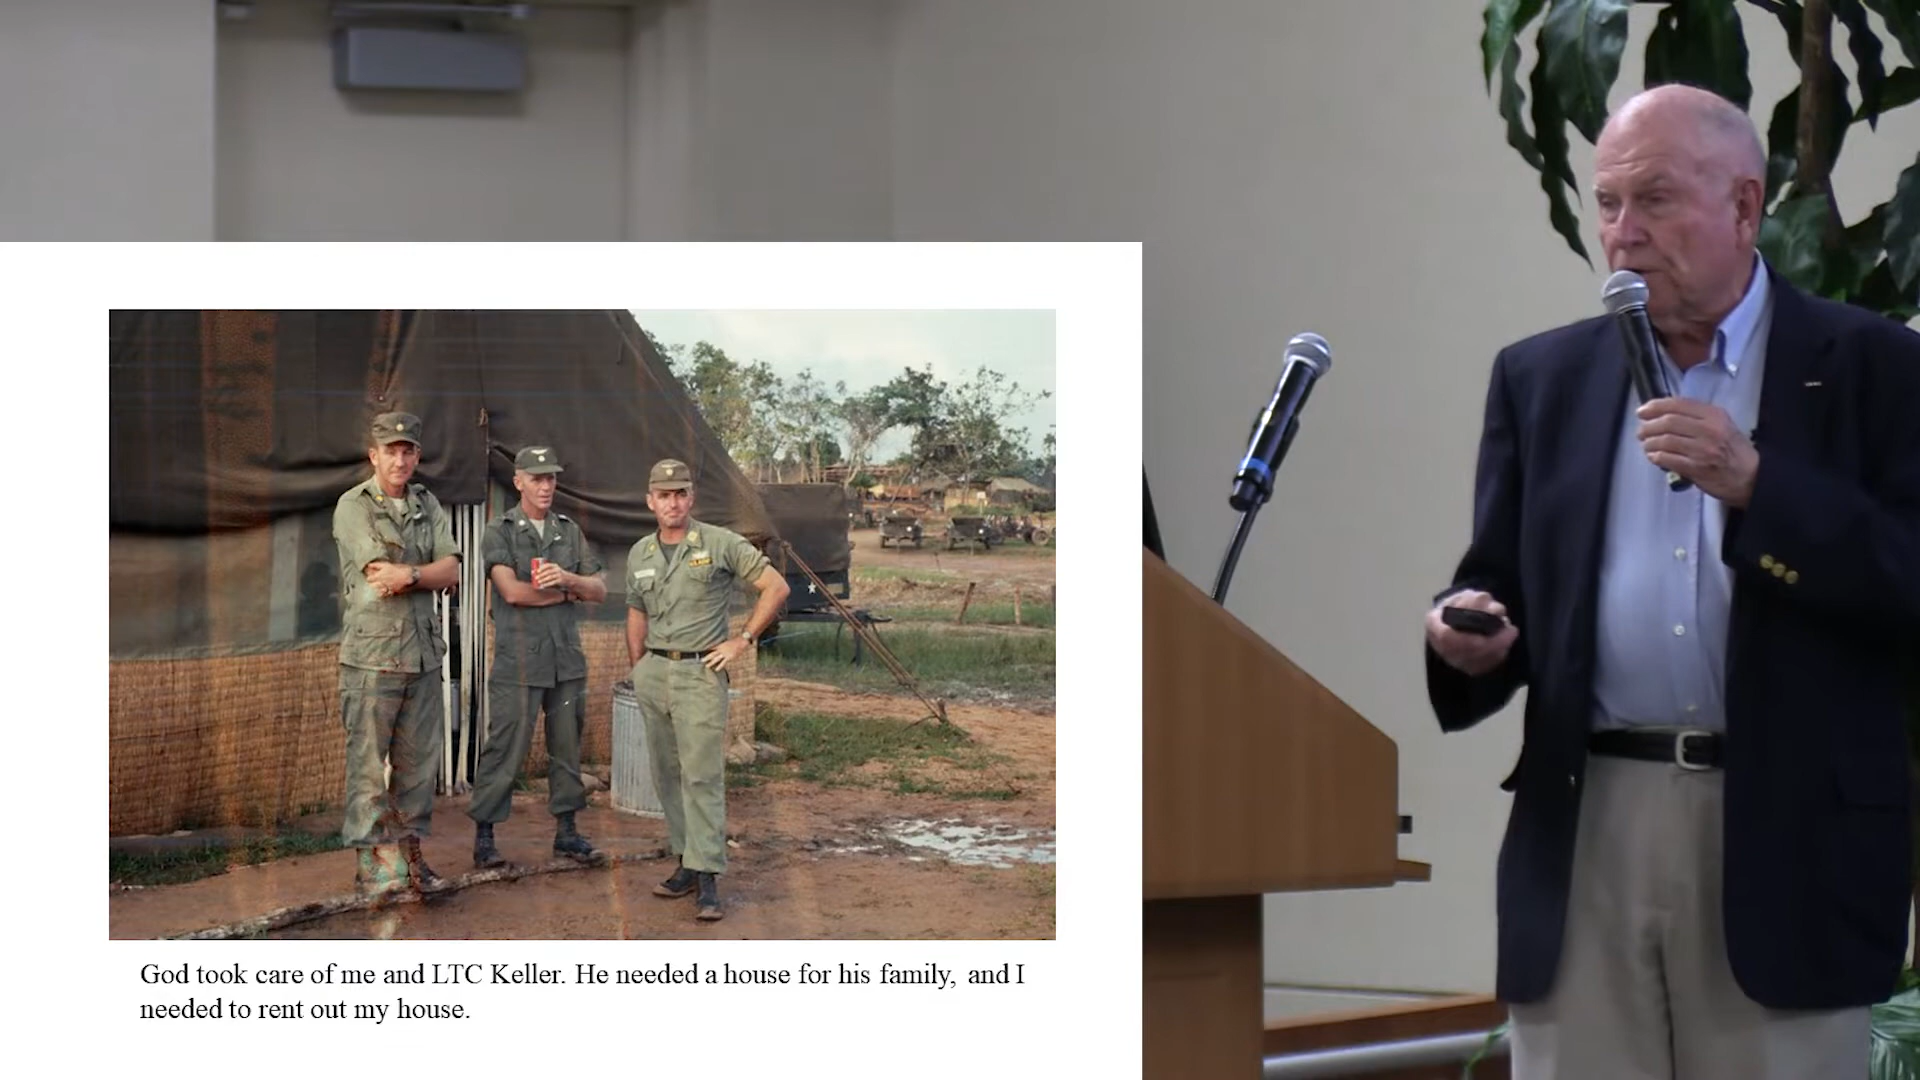 God took care of me and LTC Keller. He needed a house for his family, and I
needed to rent out my house.